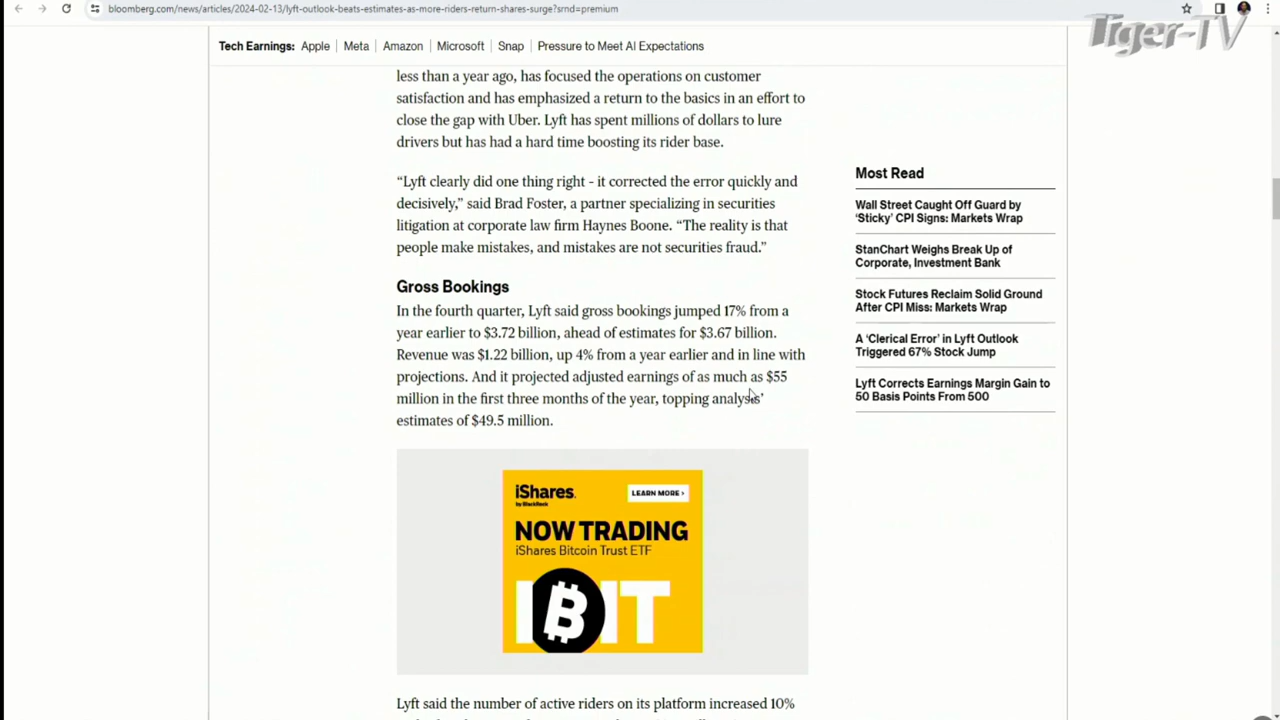 bloomberg.com/news/articles/2024-02-13/lyft-outlook-beats-estimates-as-more-riders-return-shares-surge?srnd=premium
Tiger-TV
Tech Earnings: Apple | Meta | Amazon | Microsoft | Snap | Pressure to Meet AI Expectations
less than a year ago, has focused the operations on customer
satisfaction and has emphasized a return to the basics in an effort to
close the gap with Uber. Lyft has spent millions of dollars to lure
drivers but has had a hard time boosting its rider base.
“Lyft clearly did one thing right - it corrected the error quickly and
decisively,” said Brad Foster, a partner specializing in securities
litigation at corporate law firm Haynes Boone. “The reality is that
people make mistakes, and mistakes are not securities fraud.”
Gross Bookings
In the fourth quarter, Lyft said gross bookings jumped 17% from a
year earlier to $3.72 billion, ahead of estimates for $3.67 billion.
Revenue was $1.22 billion, up 4% from a year earlier and in line with
projections. And it projected adjusted earnings of as much as $55
million in the first three months of the year, topping analysts’
estimates of $49.5 million.
iShares.
by BlackRock
LEARN MORE >
NOW TRADING
iShares Bitcoin Trust ETF
IBIT
Lyft said the number of active riders on its platform increased 10%
Most Read
Wall Street Caught Off Guard by
‘Sticky’ CPI Signs: Markets Wrap
StanChart Weighs Break Up of
Corporate, Investment Bank
Stock Futures Reclaim Solid Ground
After CPI Miss: Markets Wrap
A ‘Clerical Error’ in Lyft Outlook
Triggered 67% Stock Jump
Lyft Corrects Earnings Margin Gain to
50 Basis Points From 500